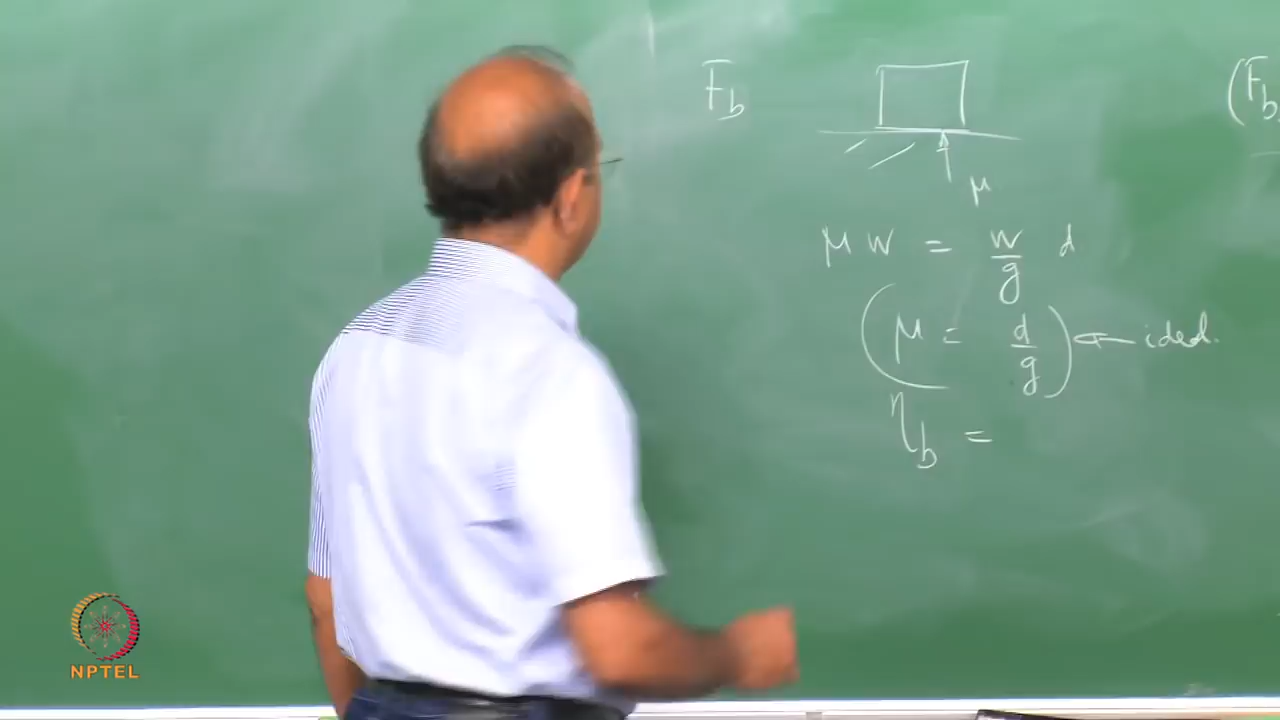 F_b
(F_b
μ
μ W = W/g d
(μ = d/g) ← ideal.
η_b =
NPTEL